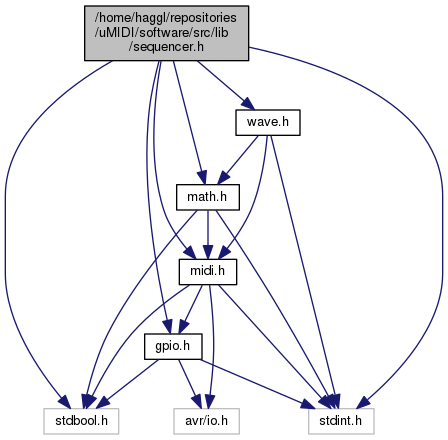 /home/haggl/repositories
/uMIDI/software/src/lib
/sequencer.h
wave.h
math.h
midi.h
gpio.h
stdbool.h
avr/io.h
stdint.h